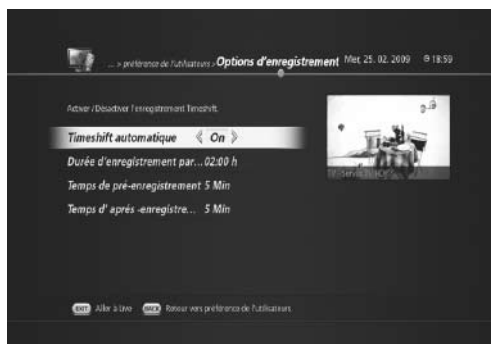 ... > préférence de l'utilisateurs > Options d'enregistrement Mer, 25. 02. 2009 18:59
Activer / Désactiver l'enregistrement Timeshift.
Timeshift automatique On
Durée d'enregistrement par... 02:00 h
Temps de pré-enregistrement 5 Min
Temps d' aprés -enregistre... 5 Min
EXIT Aller à Live BACK Retour vers préférence de l'utilisateurs